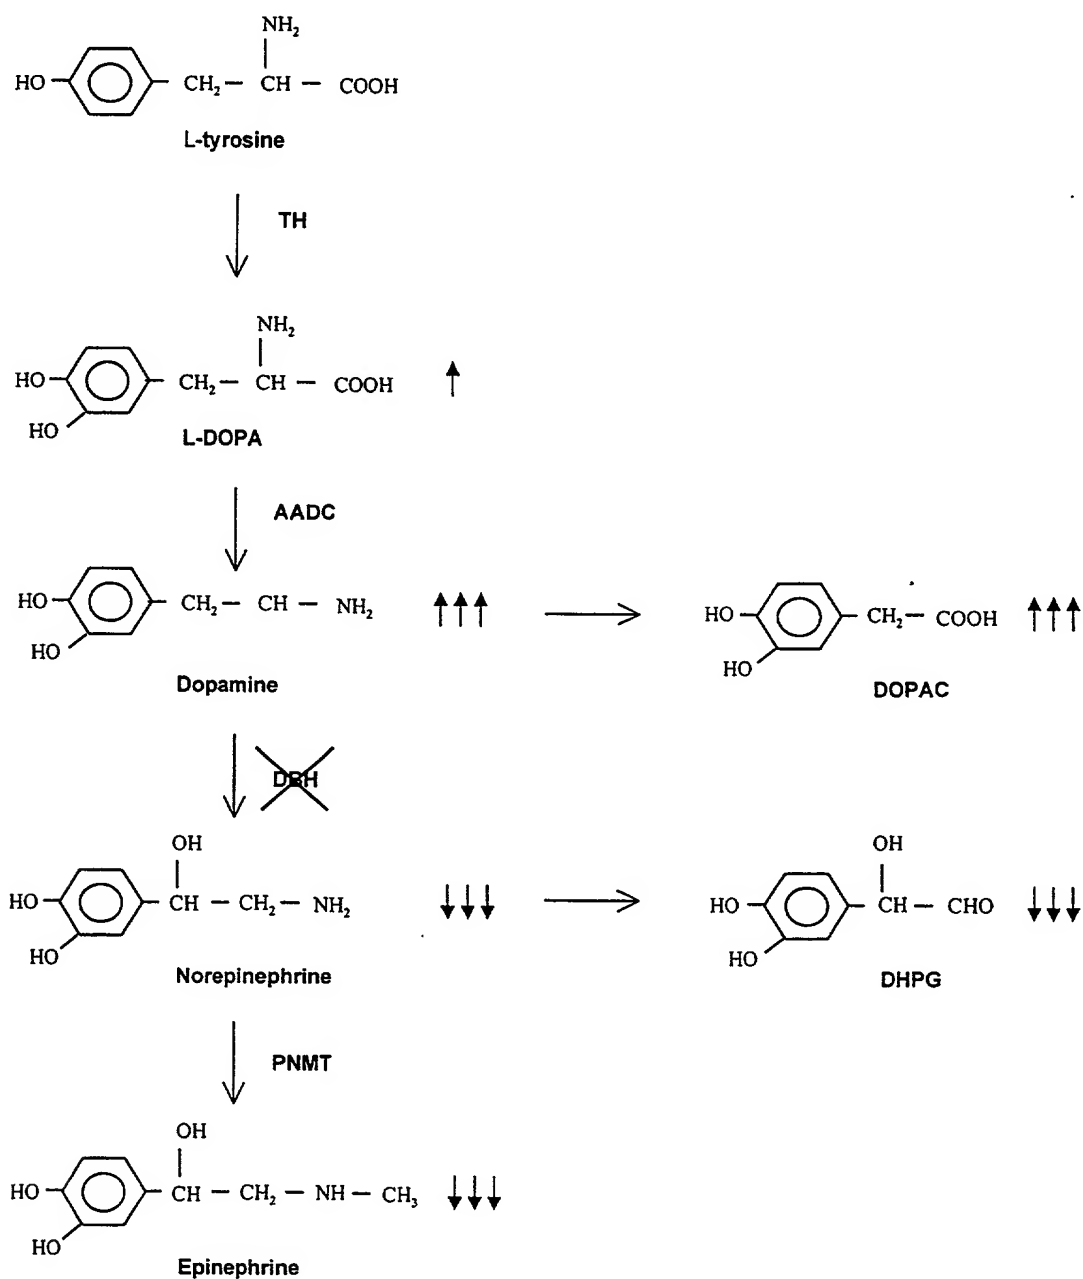 NH₂
HO CH₂ — CH — COOH
L-tyrosine
TH
NH₂
HO CH₂ — CH — COOH
HO
L-DOPA
AADC
HO CH₂ — CH — NH₂
HO
Dopamine
HO CH₂ — COOH
HO
DOPAC
DBH
OH
HO CH — CH₂ — NH₂
HO
Norepinephrine
OH
HO CH — CHO
HO
DHPG
PNMT
OH
HO CH — CH₂ — NH — CH₃
HO
Epinephrine